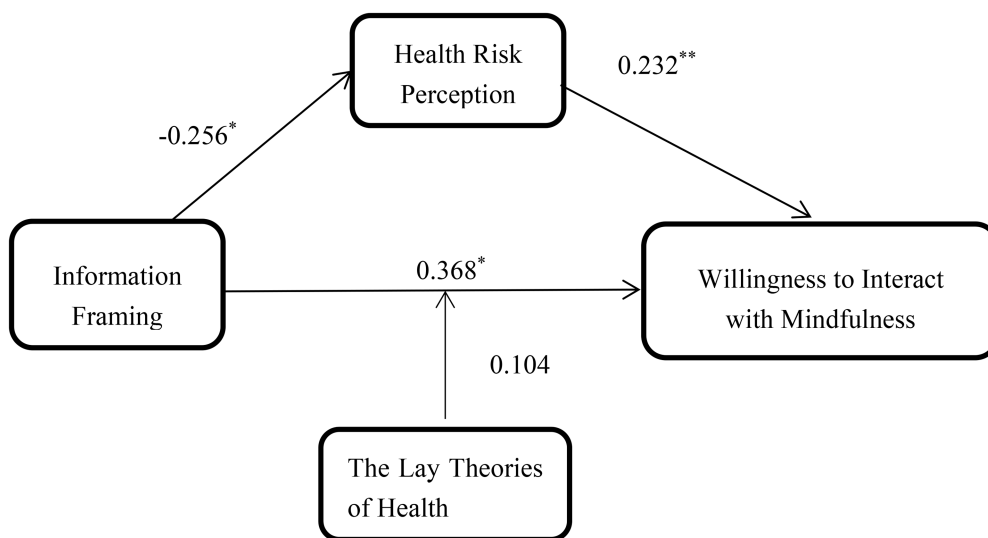 Health Risk
Perception
0.232**
-0.256*
Information
Framing
0.368*
Willingness to Interact
with Mindfulness
0.104
The Lay Theories
of Health